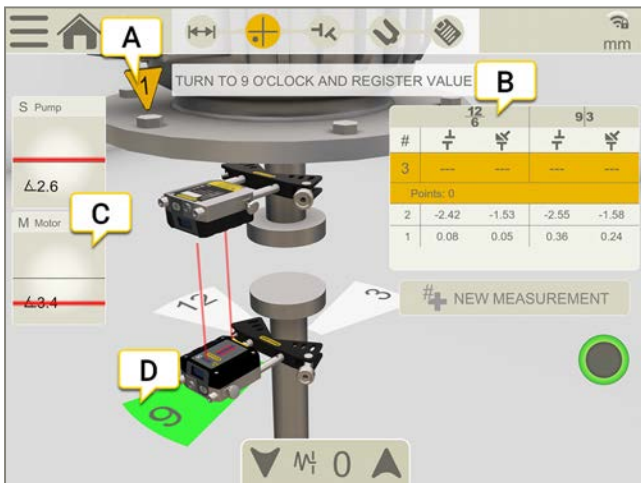 mm
A
1
TURN TO 9 O'CLOCK AND REGISTER VALUE
B
S Pump
∡2.6
M Motor
∡3.4
C
12
6
9 3
#
3 --- --- --- ---
Points: 0
2 -2.42 -1.53 -2.55 -1.58
1 0.08 0.05 0.36 0.24
NEW MEASUREMENT
12
3
D
9
0